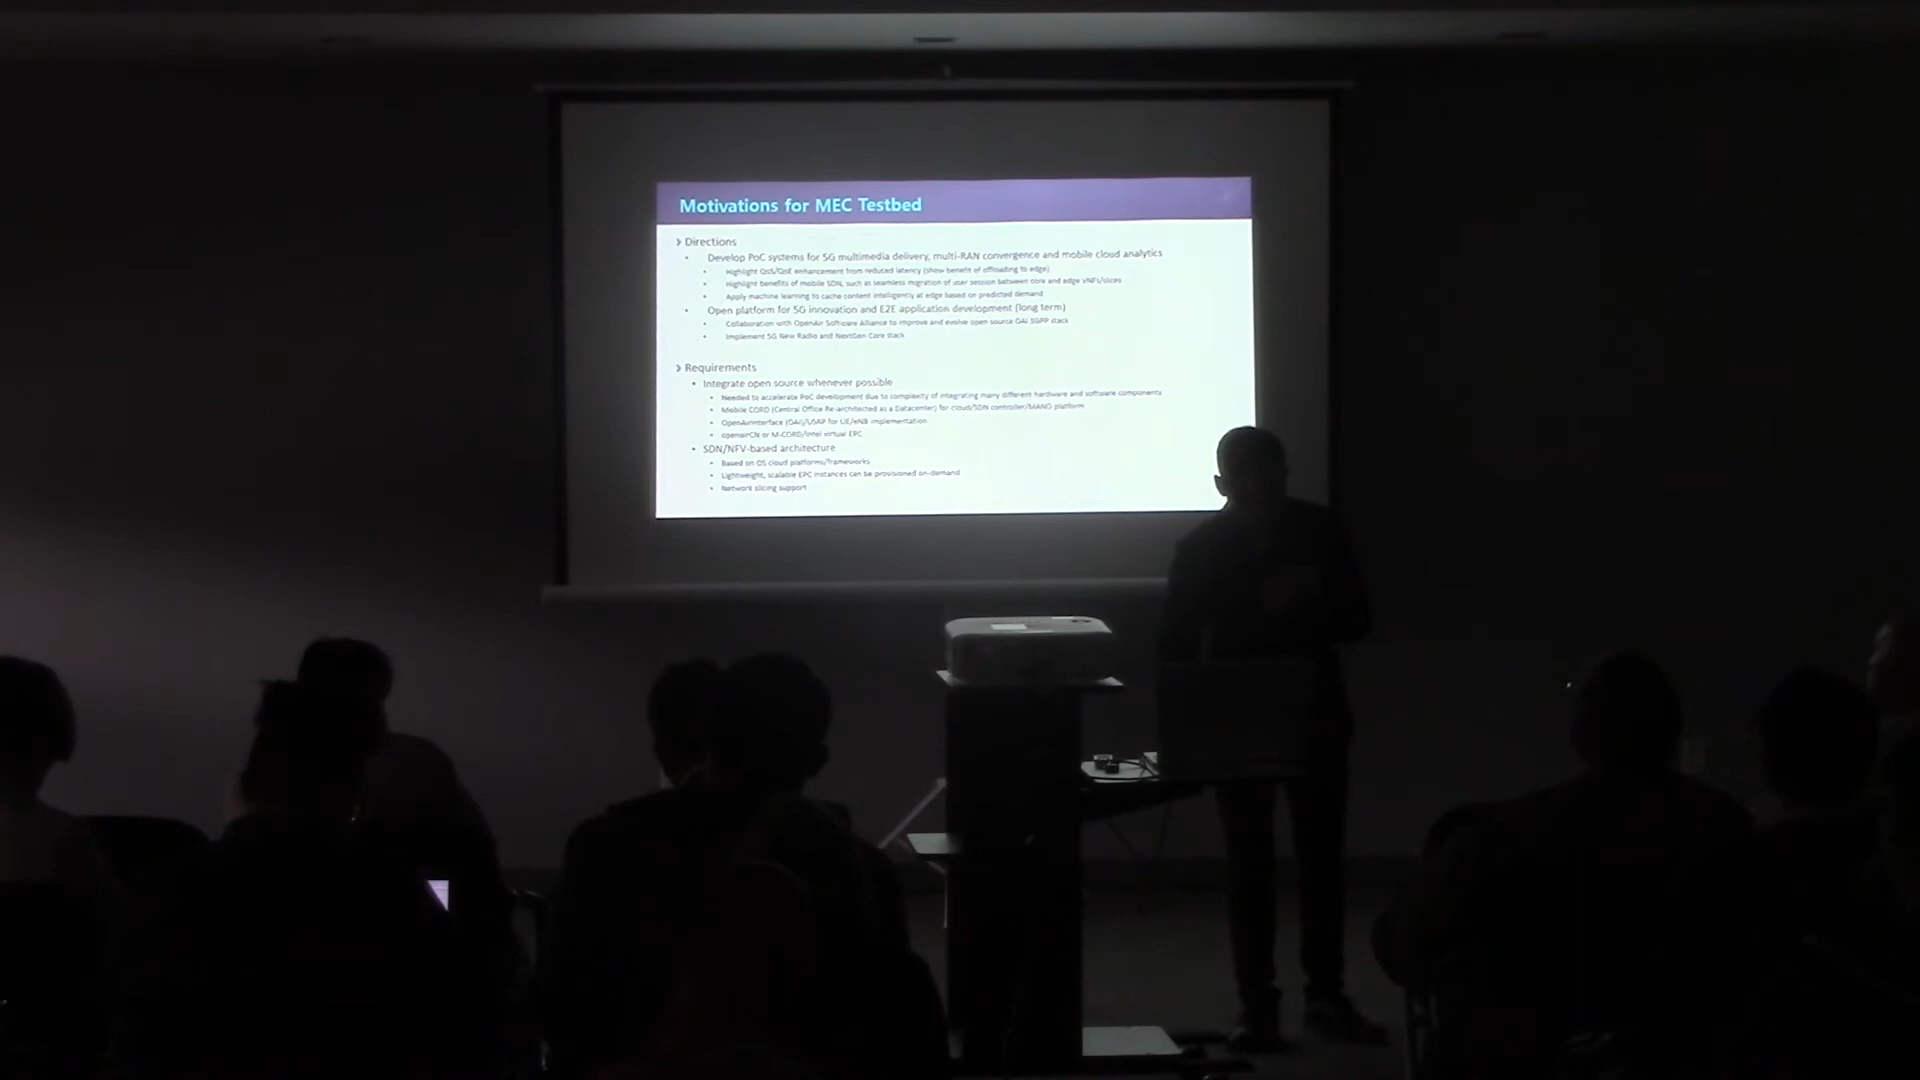 Motivations for MEC Testbed
› Directions
• Develop PoC systems for 5G multimedia delivery, multi-RAN convergence and mobile cloud analytics
• Highlight QoS/QoE enhancement from reduced latency (show benefit of offloading to edge)
• Highlight benefits of mobile SDN, such as seamless migration of user session between core and edge VNFs/slices
• Apply machine learning to cache content intelligently at edge based on predicted demand
• Open platform for 5G innovation and E2E application development (long term)
• Collaboration with OpenAir Software Alliance to improve and evolve open source OAI 3GPP stack
• Implement 5G New Radio and NextGen Core stack
› Requirements
• Integrate open source whenever possible
• Needed to accelerate PoC development due to complexity of integrating many different hardware and software components
• Mobile CORD (Central Office Re-architected as a Datacenter) for cloud/SDN controller/MANO platform
• OpenAirInterface (OAI)/USRP for UE/eNB implementation
• openairCN or M-CORD/Intel virtual EPC
• SDN/NFV-based architecture
• Based on OS cloud platforms/frameworks
• Lightweight, scalable EPC instances can be provisioned on-demand
• Network slicing support